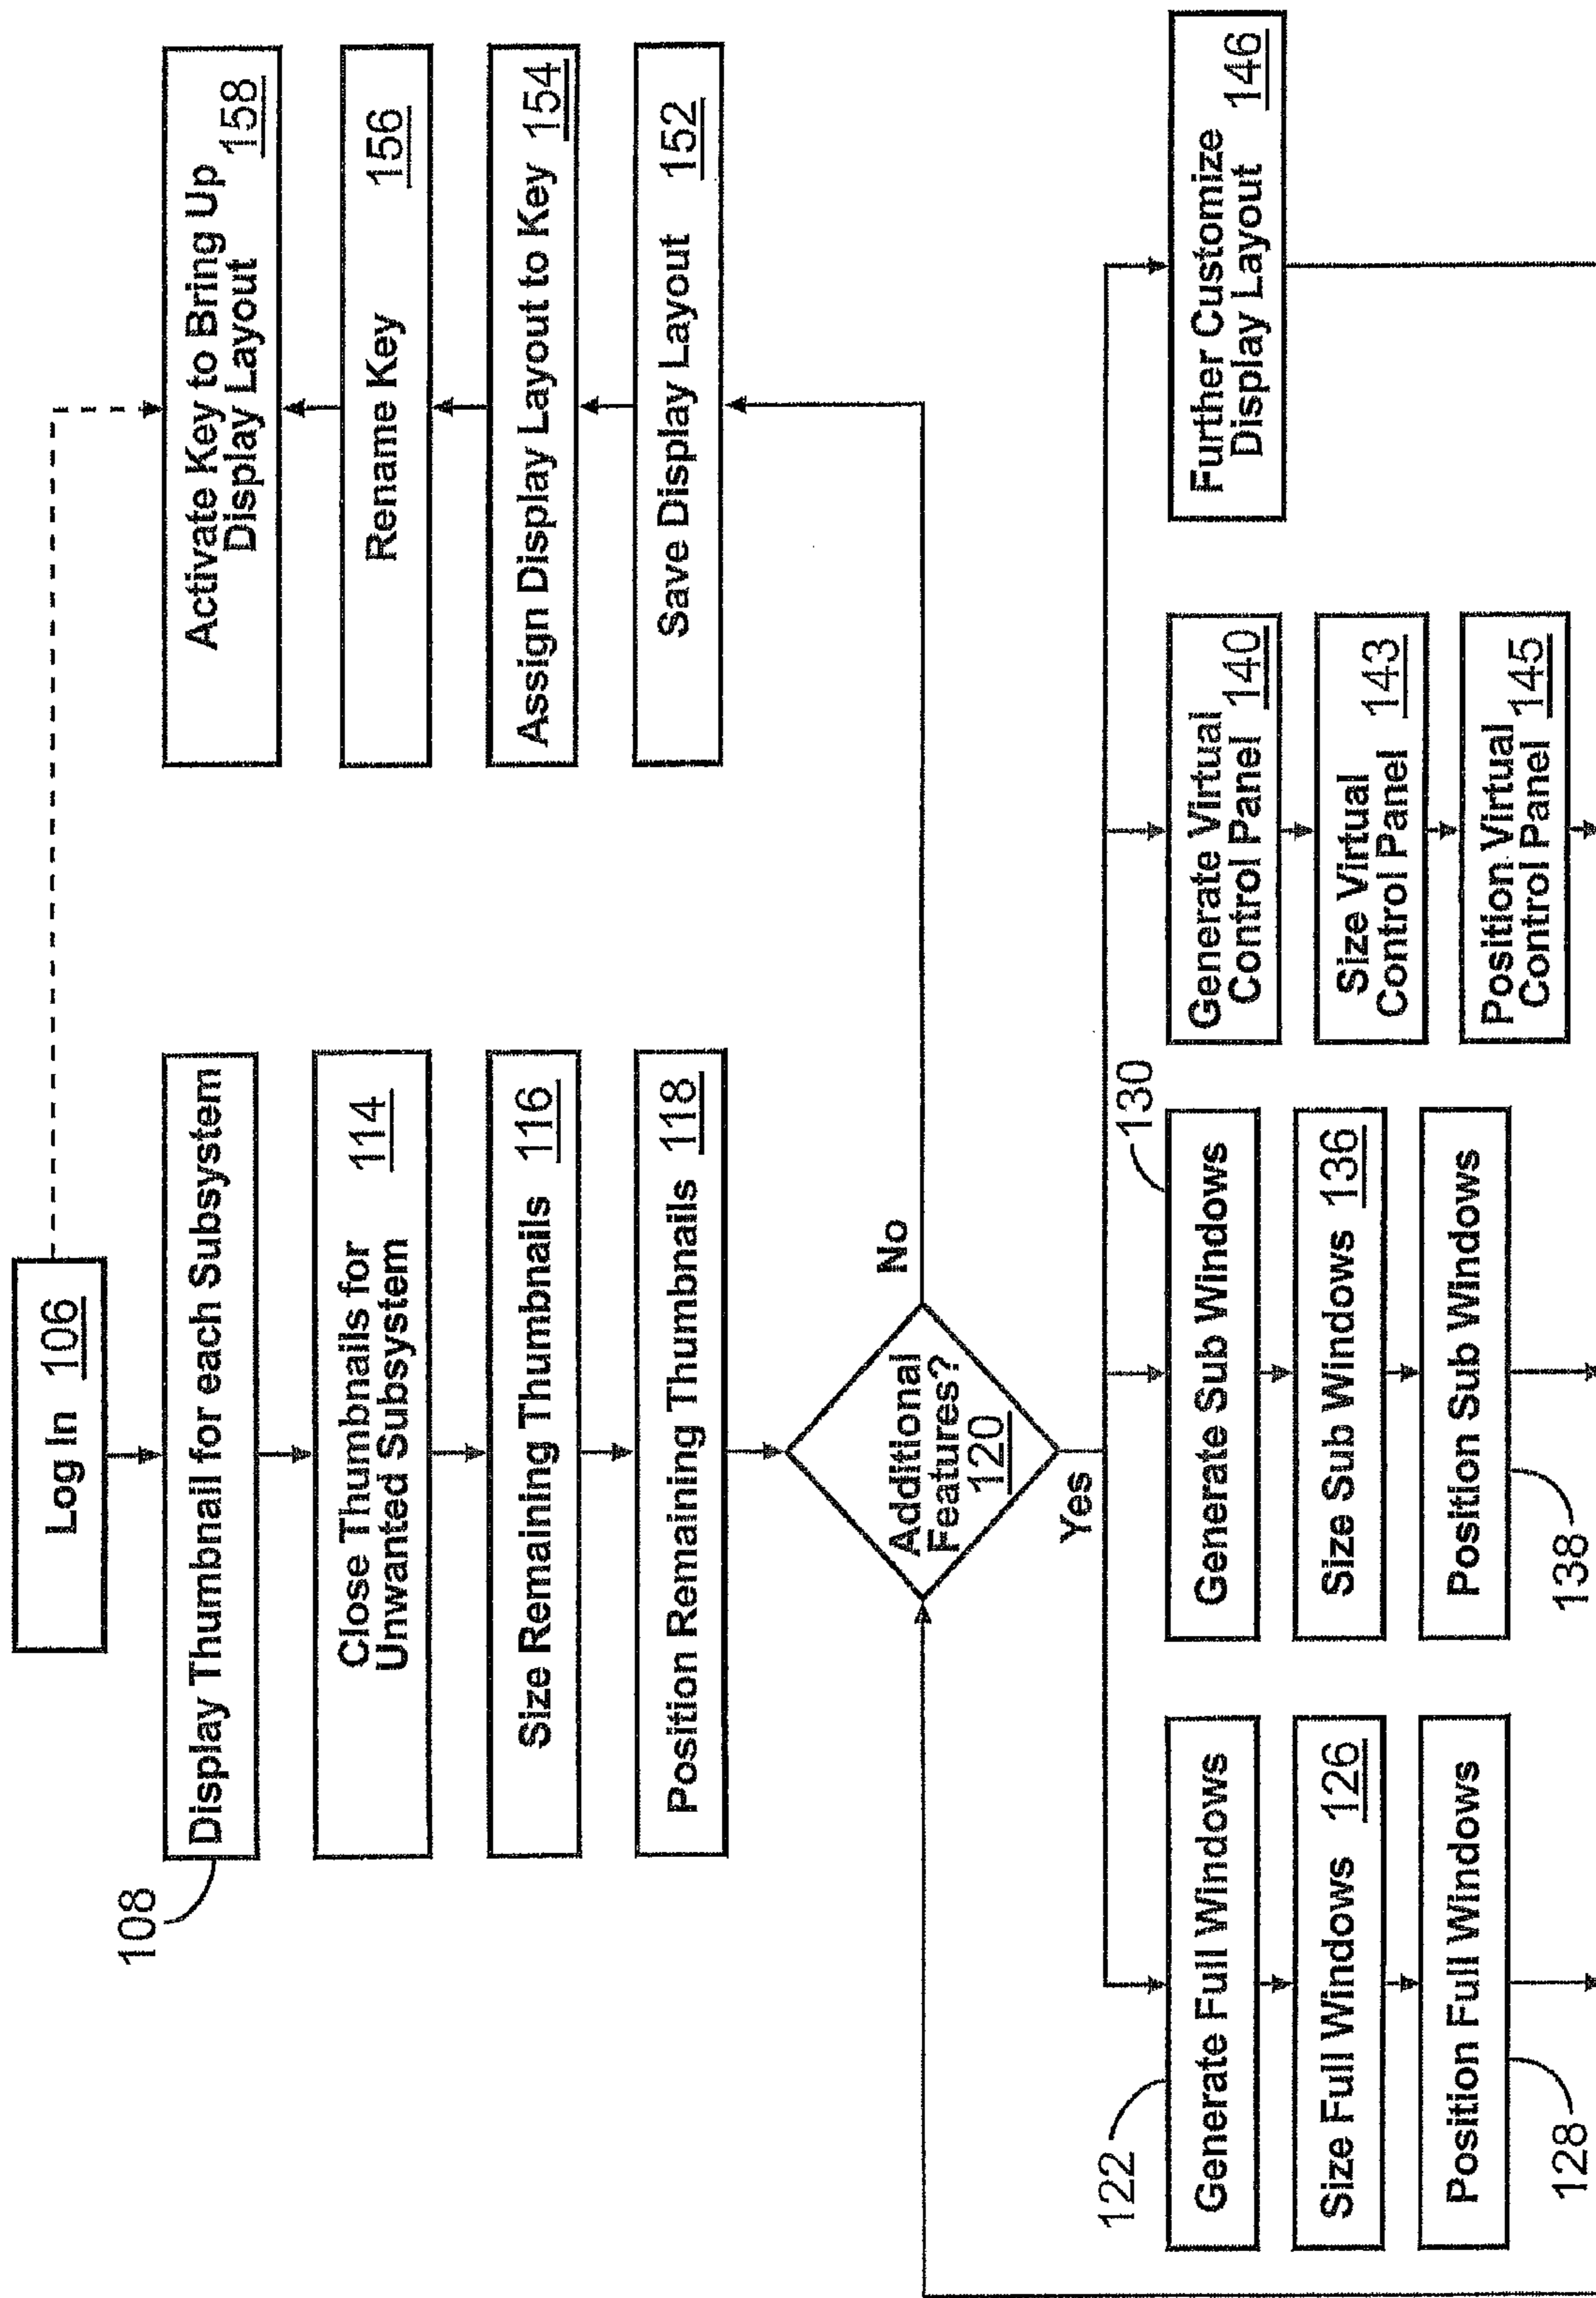 Log In 106
108
Display Thumbnail for each Subsystem
Close Thumbnails for
Unwanted Subsystem
114
Size Remaining Thumbnails 116
Position Remaining Thumbnails 118
Additional
Features?
120
No
Yes
Activate Key to Bring Up
Display Layout
158
Rename Key 156
Assign Display Layout to Key 154
Save Display Layout 152
122
Generate Full Windows
Size Full Windows 126
Position Full Windows
128
130
Generate Sub Windows
Size Sub Windows 136
Position Sub Windows
138
Generate Virtual
Control Panel 140
Size Virtual
Control Panel 143
Position Virtual
Control Panel 145
Further Customize
Display Layout 146